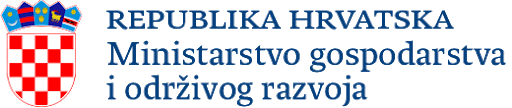 REPUBLIKA HRVATSKA
Ministarstvo gospodarstva
i održivog razvoja